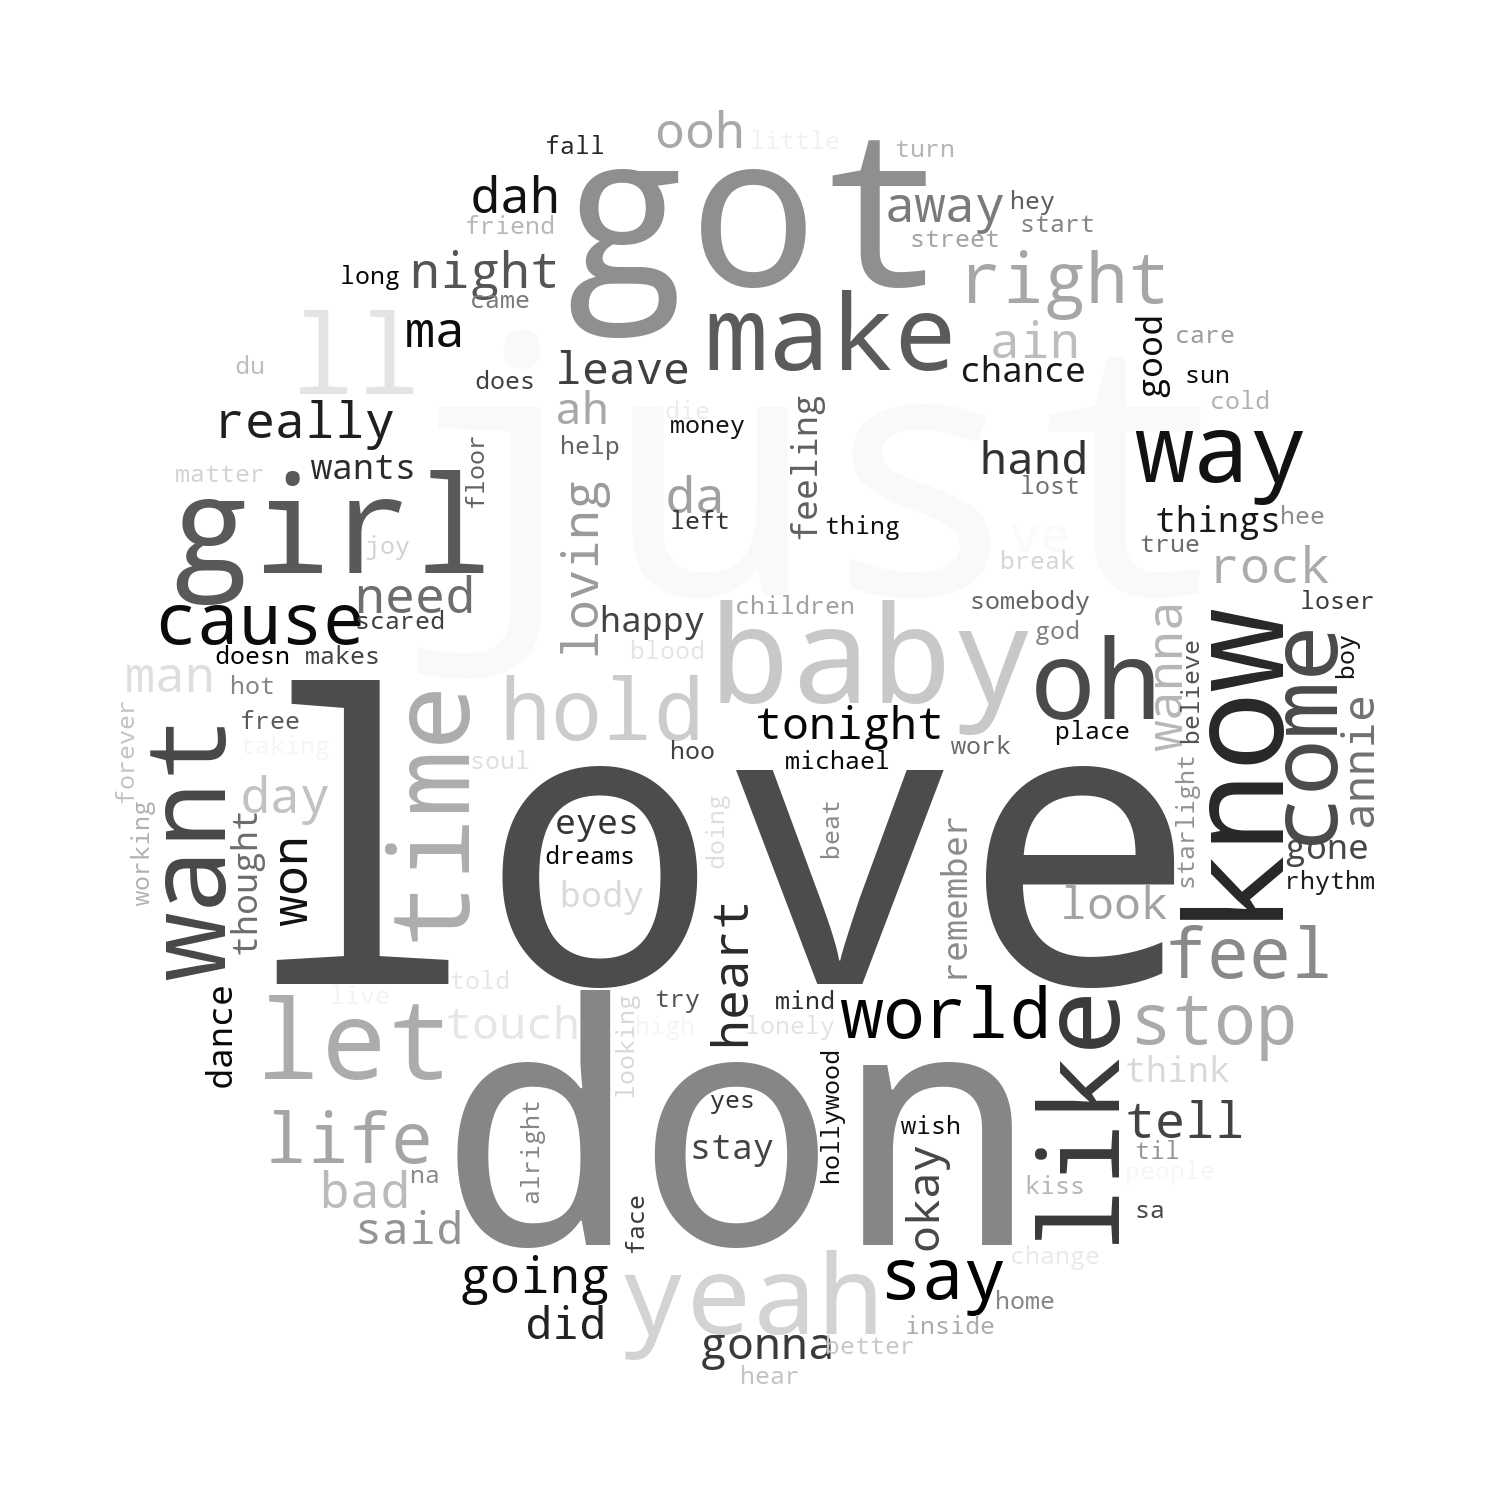 ooh
little
fall
turn
got
dah
away
hey
friend
start
street
night
right
long
came
ma
ll
make
ain
good
care
du
does
leave
chance
sun
just
really
ah
die
money
feeling
cold
way
help
floor
matter
wants
girl
loving
da
left
thing
hand
lost
things
hee
ve
true
break
joy
rock
need
cause
scared
happy
children
baby
somebody
god
loser
doesn
makes
blood
oh
wanna
believe
know
come
boy
man
hot
forever
free
taking
want
time
hold
tonight
soul
hoo
michael
work
place
annie
love
day
working
thought
won
eyes
dreams
body
doing
beat
remember
starlight
look
gone
rhythm
heart
feel
told
live
dance
let
touch
looking
try
high
mind
lonely
world
like
stop
don
think
life
hollywood
yes
wish
tell
alright
stay
til
bad
na
okay
kiss
people
said
face
sa
going
yeah
say
change
did
home
gonna
better
inside
hear